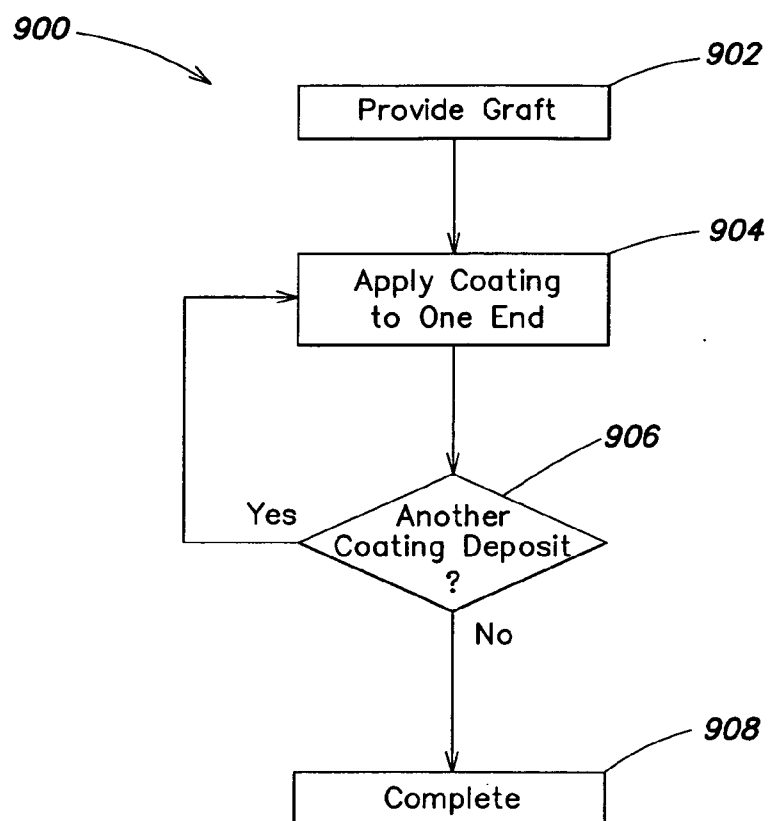 900
902
Provide Graft
904
Apply Coating
to One End
906
Yes
Another
Coating Deposit
?
No
908
Complete